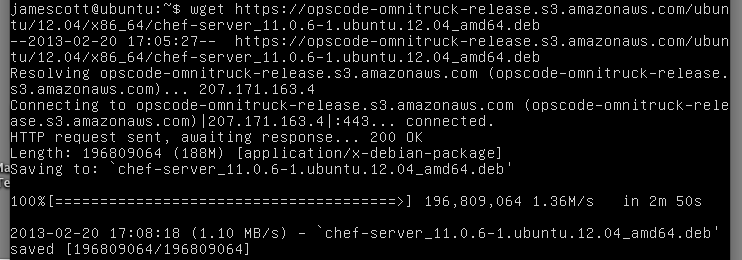 jamescott@ubuntu:~$ wget https://opscode-omnitruck-release.s3.amazonaws.com/ubun
tu/12.04/x86_64/chef-server_11.0.6-1.ubuntu.12.04_amd64.deb
--2013-02-20 17:05:27--  https://opscode-omnitruck-release.s3.amazonaws.com/ubun
tu/12.04/x86_64/chef-server_11.0.6-1.ubuntu.12.04_amd64.deb
Resolving opscode-omnitruck-release.s3.amazonaws.com (opscode-omnitruck-release.
s3.amazonaws.com)... 207.171.163.4
Connecting to opscode-omnitruck-release.s3.amazonaws.com (opscode-omnitruck-rele
ase.s3.amazonaws.com)|207.171.163.4|:443... connected.
HTTP request sent, awaiting response... 200 OK
Length: 196809064 (188M) [application/x-debian-package]
Saving to: `chef-server_11.0.6-1.ubuntu.12.04_amd64.deb'
100%[======================================>] 196,809,064 1.36M/s   in 2m 50s
2013-02-20 17:08:18 (1.10 MB/s) - `chef-server_11.0.6-1.ubuntu.12.04_amd64.deb'
saved [196809064/196809064]